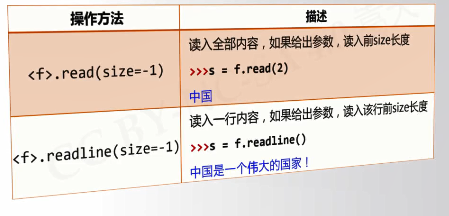 操作方法
描述
<f>.read(size=-1)
读入全部内容，如果给出参数，读入前size长度
>>>s = f.read(2)
中国
<f>.readline(size=-1)
读入一行内容，如果给出参数，读入该行前size长度
>>>s = f.readline()
中国是一个伟大的国家！